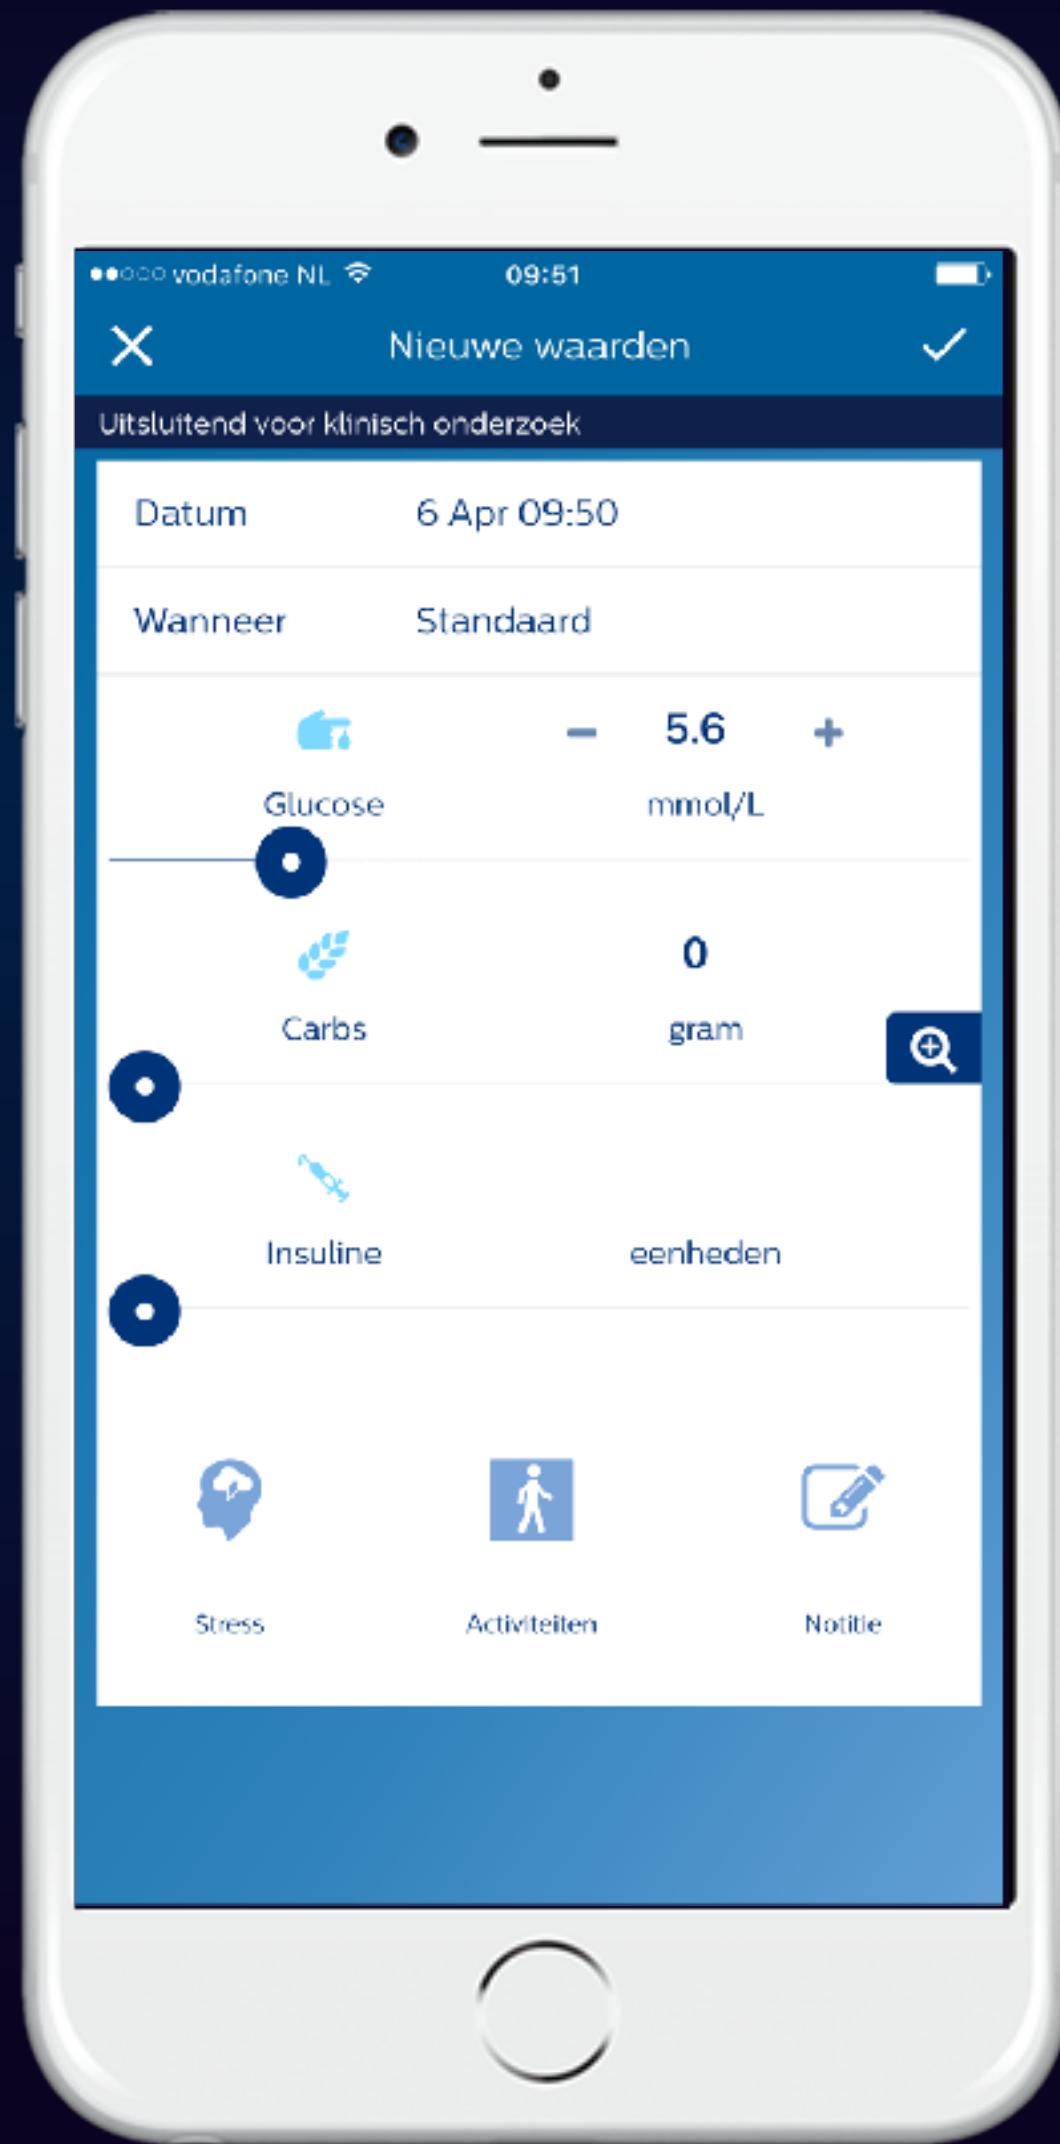 vodafone NL 09:51
Nieuwe waarden
Uitsluitend voor klinisch onderzoek
Datum 6 Apr 09:50
Wanneer Standaard
- 5.6 +
Glucose mmol/L
0
Carbs gram
Insuline eenheden
Stress Activiteiten Notitie